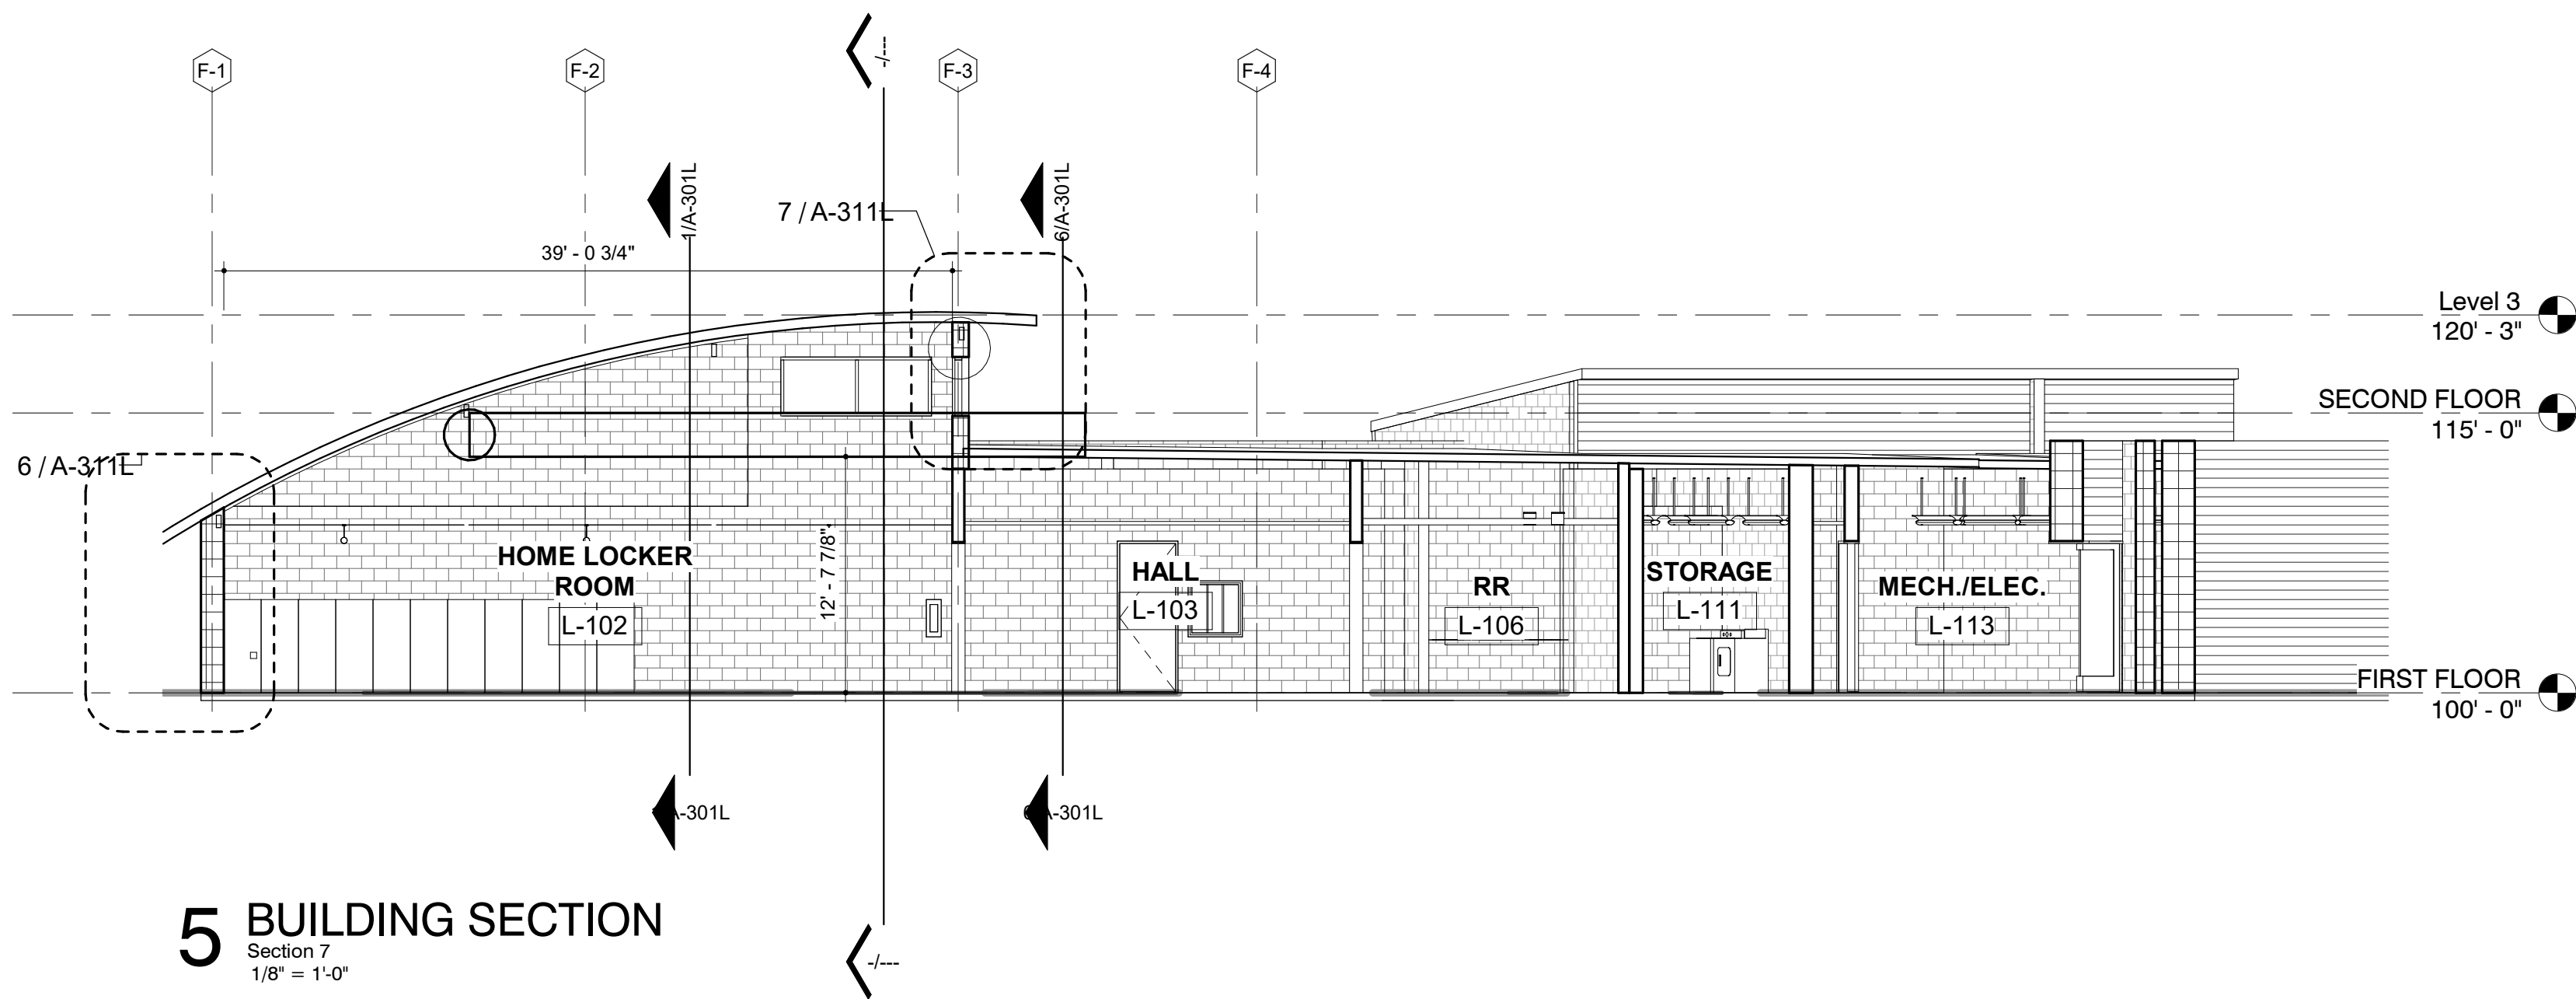 F-1
F-2
-/---
F-3
F-4
1/A-301L
6/A-301L
7 / A-311L
39' - 0 3/4"
Level 3
120' - 3"
SECOND FLOOR
115' - 0"
6 / A-311L
12' - 7 7/8"
HOME LOCKER
ROOM
L-102
HALL
L-103
RR
L-106
STORAGE
L-111
MECH./ELEC.
L-113
FIRST FLOOR
100' - 0"
A-301L
A-301L
5
BUILDING SECTION
Section 7
1/8" = 1'-0"
-/---